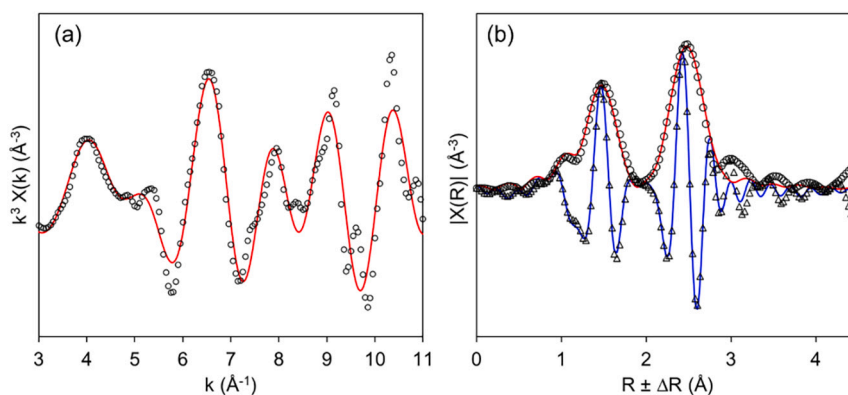 (a)
k³ X(k) (Å⁻³)
3 4 5 6 7 8 9 10 11
k (Å⁻¹)
(b)
|X(R)| (Å⁻³)
0 1 2 3 4
R ± ΔR (Å)